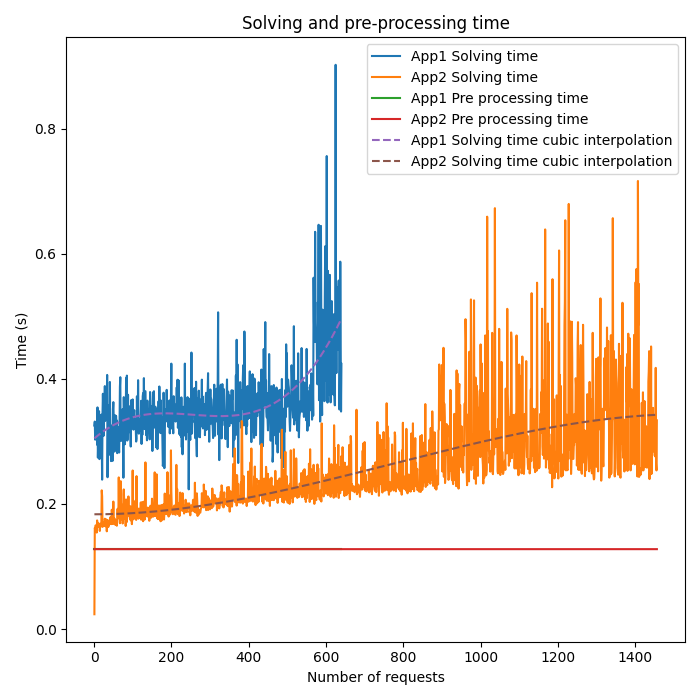 Solving and pre-processing time
App1 Solving time
App2 Solving time
App1 Pre processing time
App2 Pre processing time
App1 Solving time cubic interpolation
App2 Solving time cubic interpolation
Time (s)
0.8
0.6
0.4
0.2
0.0
0 200 400 600 800 1000 1200 1400
Number of requests